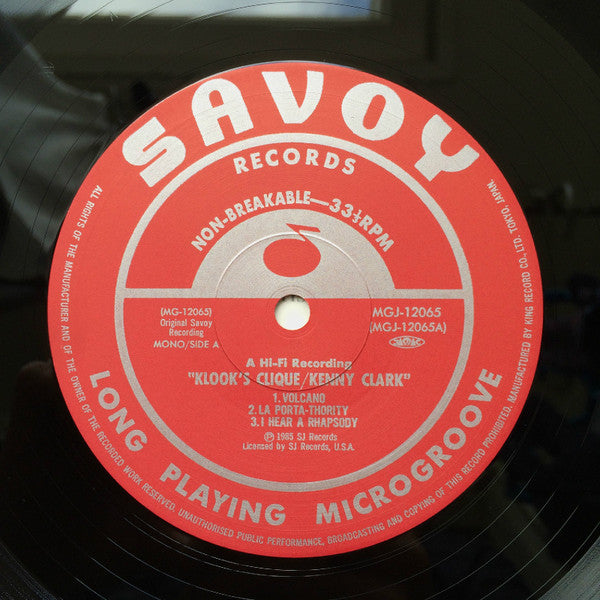 SAVOY
RECORDS
NON-BREAKABLE—33⅓RPM
(MG-12065)
Original Savoy
Recording
MONO/SIDE A
MGJ-12065
(MGJ-12065A)
A Hi-Fi Recording
"KLOOK'S CLIQUE/KENNY CLARK"
1. VOLCANO
2. LA PORTA-THORITY
3. I HEAR A RHAPSODY
Ⓟ 1985 SJ Records
Licensed by SJ Records, U.S.A.
LONG PLAYING MICROGROOVE
ALL RIGHTS OF THE MANUFACTURER AND OF THE OWNER OF THE RECORDED WORK RESERVED. UNAUTHORISED PUBLIC PERFORMANCE, BROADCASTING AND COPYING OF THIS RECORD PROHIBITED. MANUFACTURED BY KING RECORD CO., LTD. TOKYO, JAPAN.